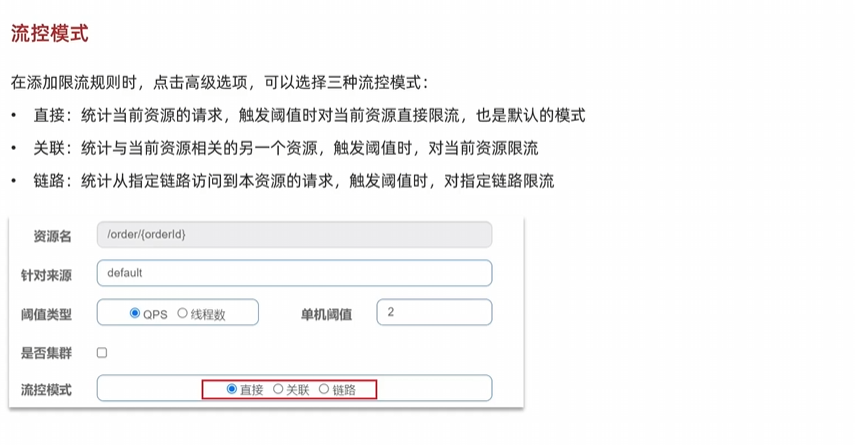 流控模式
在添加限流规则时，点击高级选项，可以选择三种流控模式：
• 直接：统计当前资源的请求，触发阈值时对当前资源直接限流，也是默认的模式
• 关联：统计与当前资源相关的另一个资源，触发阈值时，对当前资源限流
• 链路：统计从指定链路访问到本资源的请求，触发阈值时，对指定链路限流
资源名 /order/{orderId}
针对来源 default
阈值类型 QPS 线程数 单机阈值 2
是否集群
流控模式 直接 关联 链路